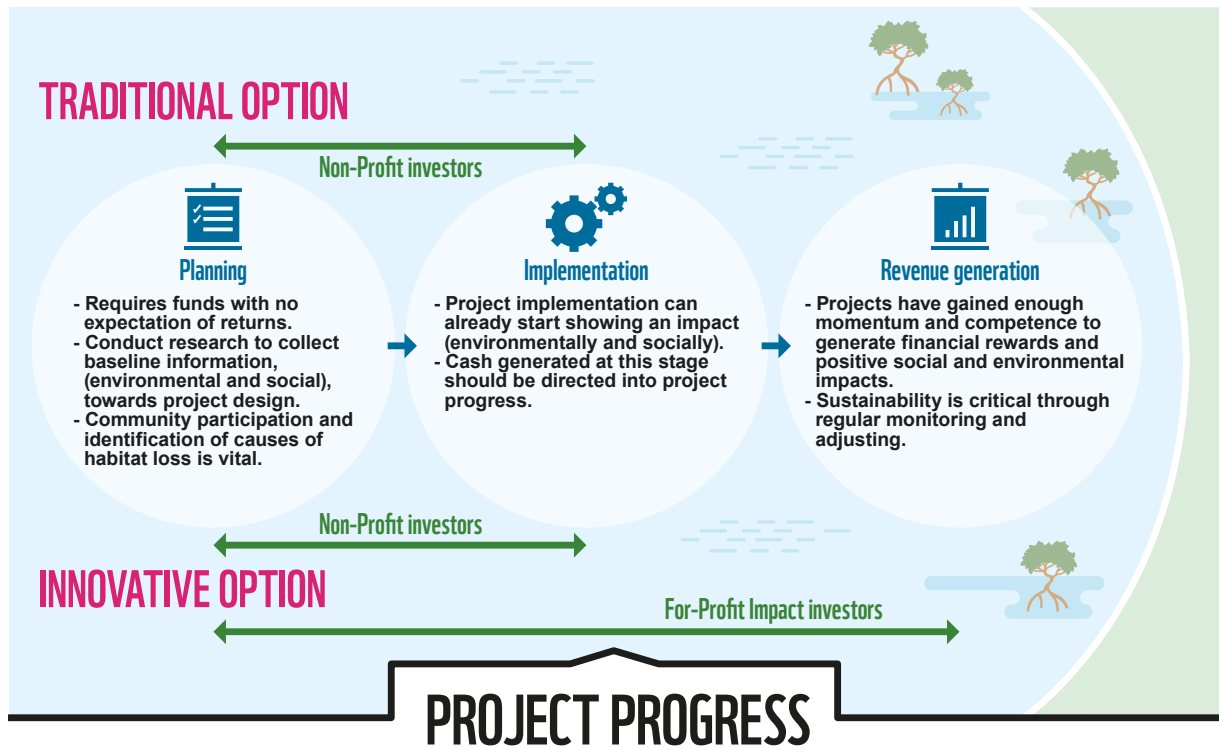 TRADITIONAL OPTION
Non-Profit investors
Planning
- Requires funds with no
expectation of returns.
- Conduct research to collect
baseline information,
(environmental and social),
towards project design.
- Community participation and
identification of causes of
habitat loss is vital.
Implementation
- Project implementation can
already start showing an impact
(environmentally and socially).
- Cash generated at this stage
should be directed into project
progress.
Revenue generation
- Projects have gained enough
momentum and competence to
generate financial rewards and
positive social and environmental
impacts.
- Sustainability is critical through
regular monitoring and
adjusting.
Non-Profit investors
INNOVATIVE OPTION
For-Profit Impact investors
PROJECT PROGRESS